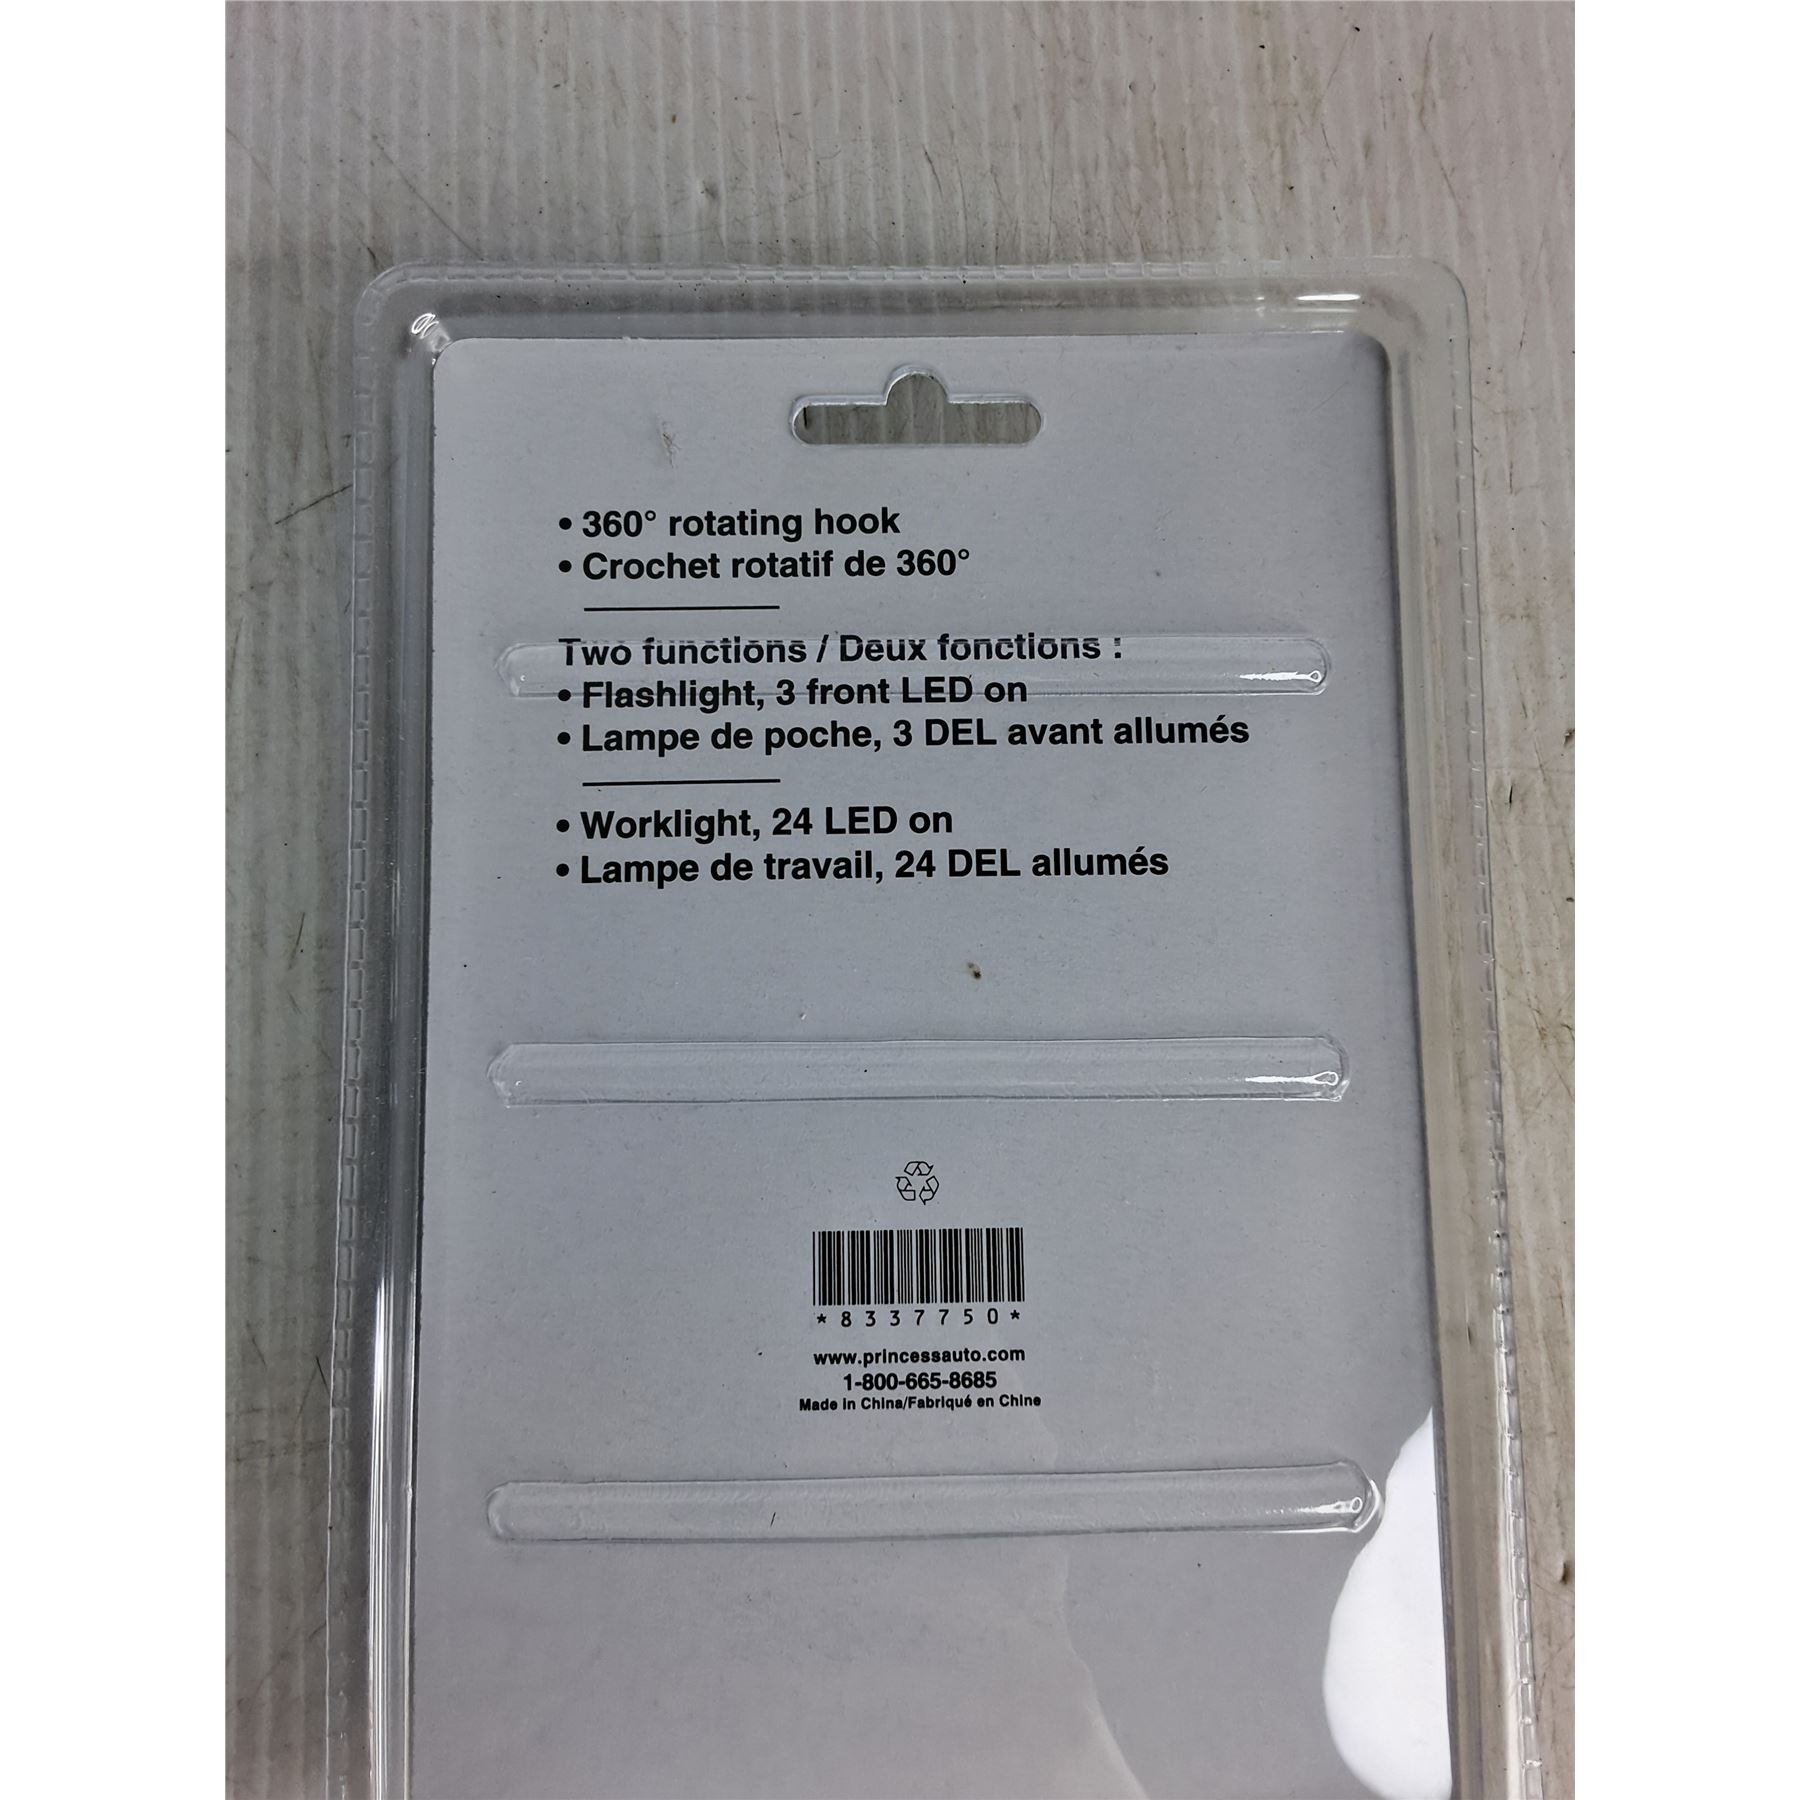 • 360° rotating hook
• Crochet rotatif de 360°
Two functions / Deux fonctions :
• Flashlight, 3 front LED on
• Lampe de poche, 3 DEL avant allumés
• Worklight, 24 LED on
• Lampe de travail, 24 DEL allumés
*8337750*
www.princessauto.com
1-800-665-8685
Made in China/Fabriqué en Chine